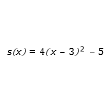 s(x) = 4(x − 3)² − 5